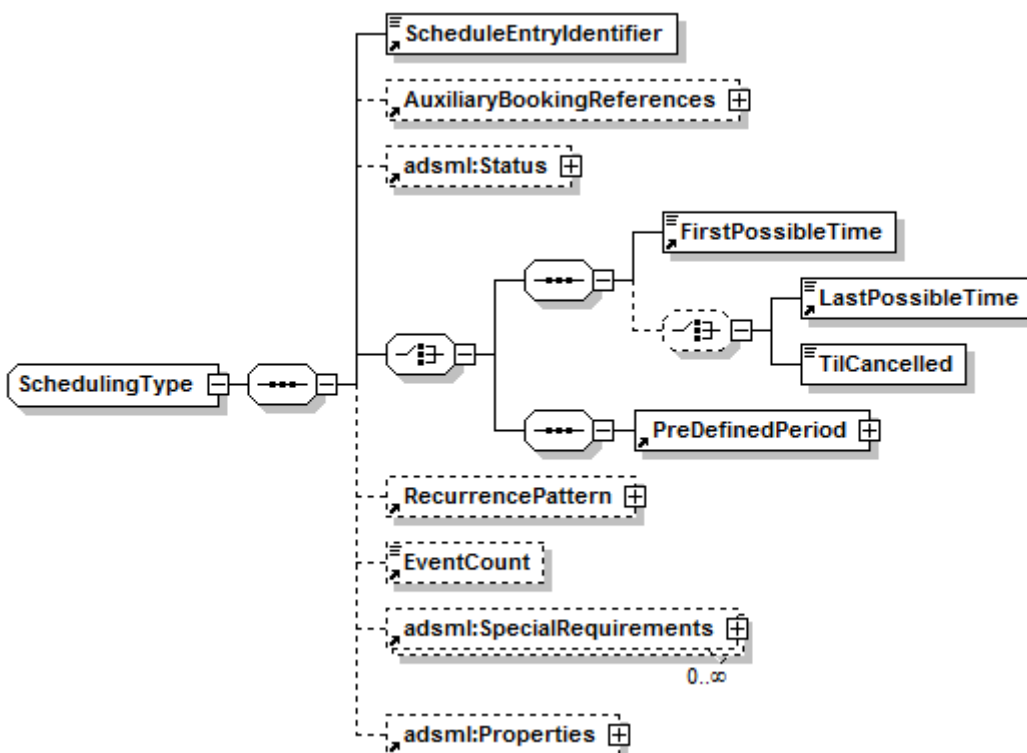 ScheduleEntryIdentifier
AuxiliaryBookingReferences
adsml:Status
FirstPossibleTime
LastPossibleTime
TilCancelled
SchedulingType
PreDefinedPeriod
RecurrencePattern
EventCount
adsml:SpecialRequirements
0..∞
adsml:Properties